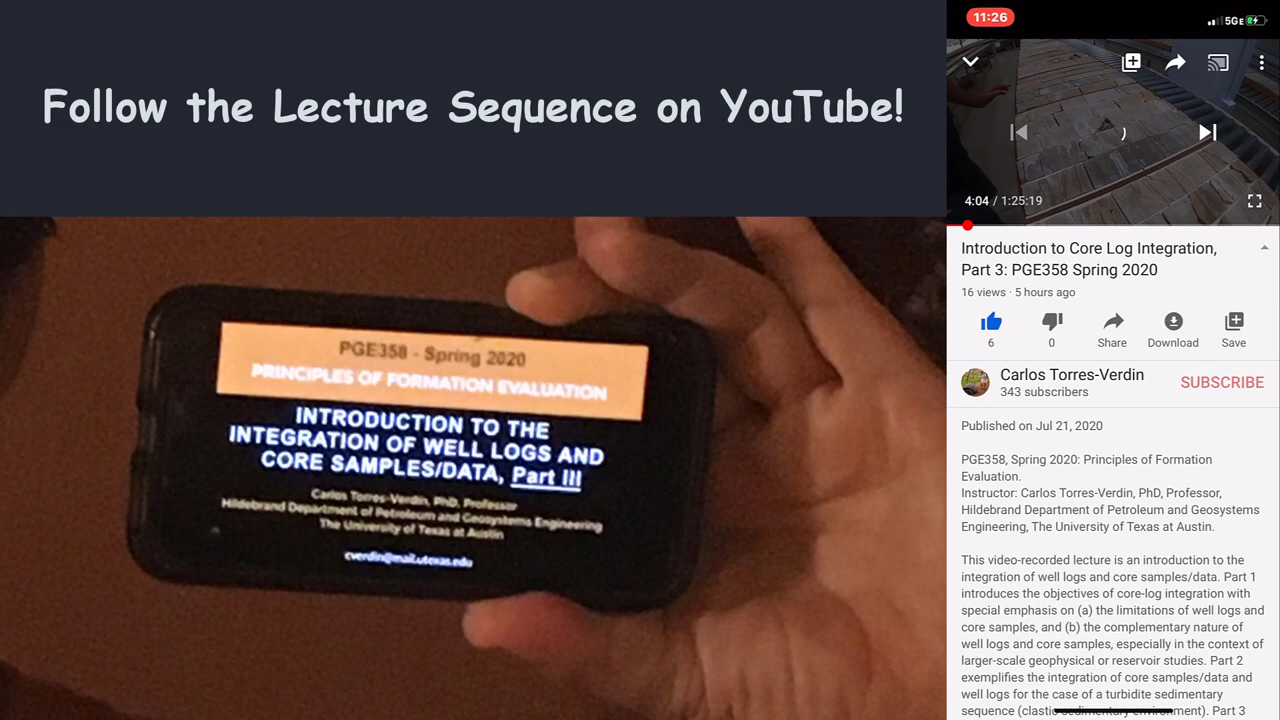 Follow the Lecture Sequence on YouTube!
PGE358 - Spring 2020
PRINCIPLES OF FORMATION EVALUATION
INTRODUCTION TO THE
INTEGRATION OF WELL LOGS AND
CORE SAMPLES/DATA, Part III
Carlos Torres-Verdin, PhD, Professor
Hildebrand Department of Petroleum and Geosystems Engineering
The University of Texas at Austin
cverdin@mail.utexas.edu
11:26
5GE
4:04 / 1:25:19
Introduction to Core Log Integration,
Part 3: PGE358 Spring 2020
16 views · 5 hours ago
6
0
Share
Download
Save
Carlos Torres-Verdin
343 subscribers
SUBSCRIBE
Published on Jul 21, 2020
PGE358, Spring 2020: Principles of Formation
Evaluation.
Instructor: Carlos Torres-Verdin, PhD, Professor,
Hildebrand Department of Petroleum and Geosystems
Engineering, The University of Texas at Austin.
This video-recorded lecture is an introduction to the
integration of well logs and core samples/data. Part 1
introduces the objectives of core-log integration with
special emphasis on (a) the limitations of well logs and
core samples, and (b) the complementary nature of
well logs and core samples, especially in the context of
larger-scale geophysical or reservoir studies. Part 2
exemplifies the integration of core samples/data and
well logs for the case of a turbidite sedimentary
sequence (clastic sedimentary environment). Part 3